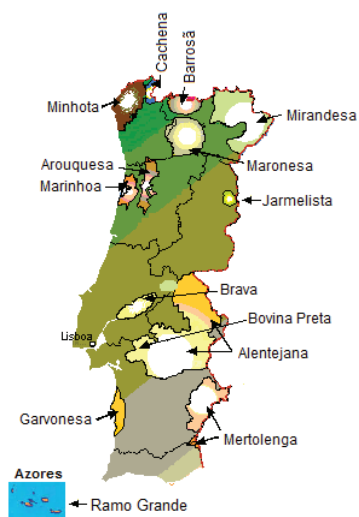 Cachena
Barrosã
Minhota
Mirandesa
Arouquesa
Maronesa
Marinhoa
Jarmelista
Brava
Bovina Preta
Lisboa
Alentejana
Garvonesa
Mertolenga
Azores
Ramo Grande